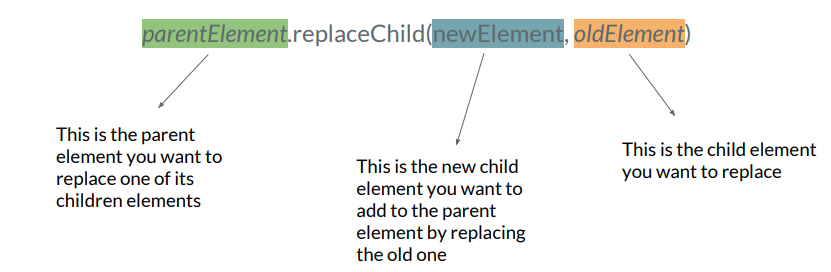 parentElement.replaceChild(newElement, oldElement)
This is the parent
element you want to
replace one of its
children elements
This is the new child
element you want to
add to the parent
element by replacing
the old one
This is the child element
you want to replace